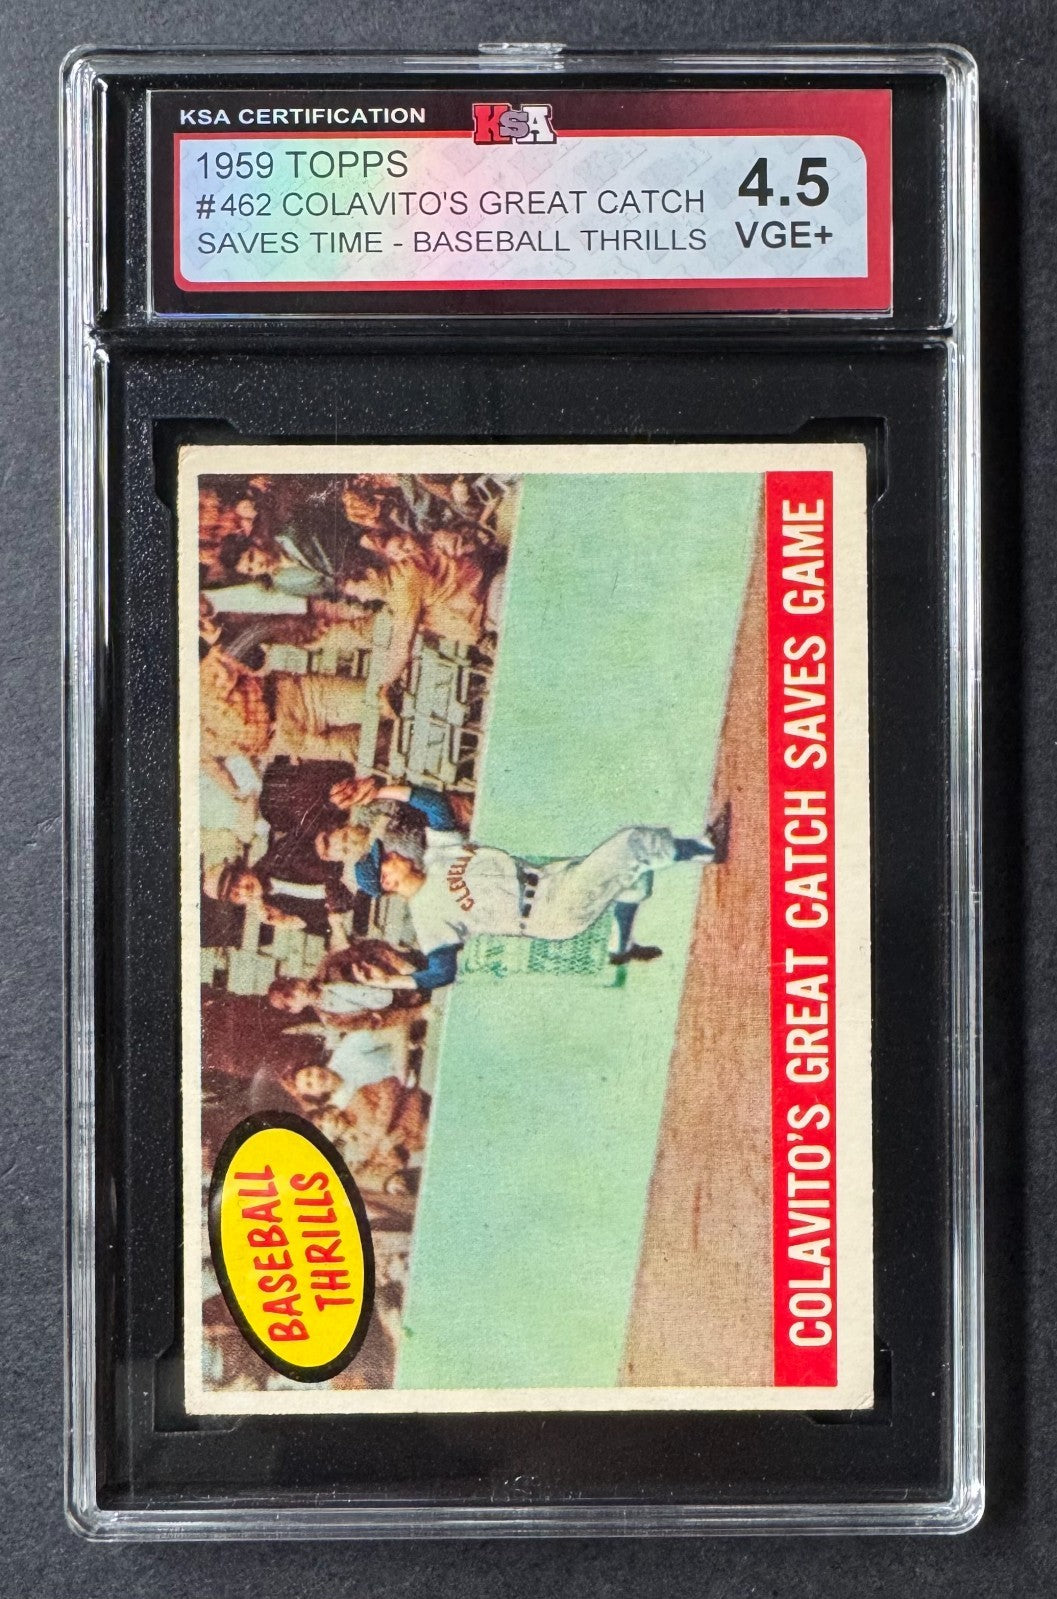 KSA CERTIFICATION
KSA
1959 TOPPS
#462 COLAVITO'S GREAT CATCH
SAVES TIME - BASEBALL THRILLS
4.5
VGE+
BASEBALL
THRILLS
CLEVELA
COLAVITO'S GREAT CATCH SAVES GAME